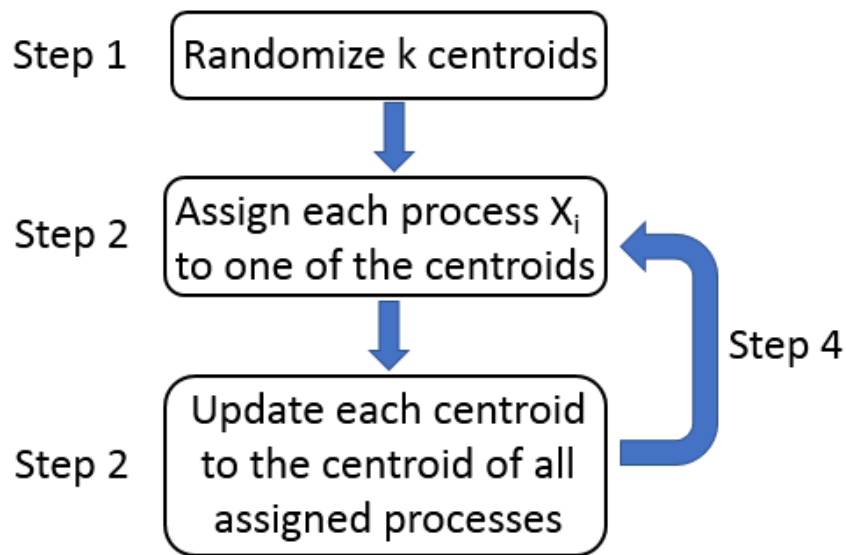 Step 1
Randomize k centroids
Step 2
Assign each process Xᵢ
to one of the centroids
Step 4
Step 2
Update each centroid
to the centroid of all
assigned processes